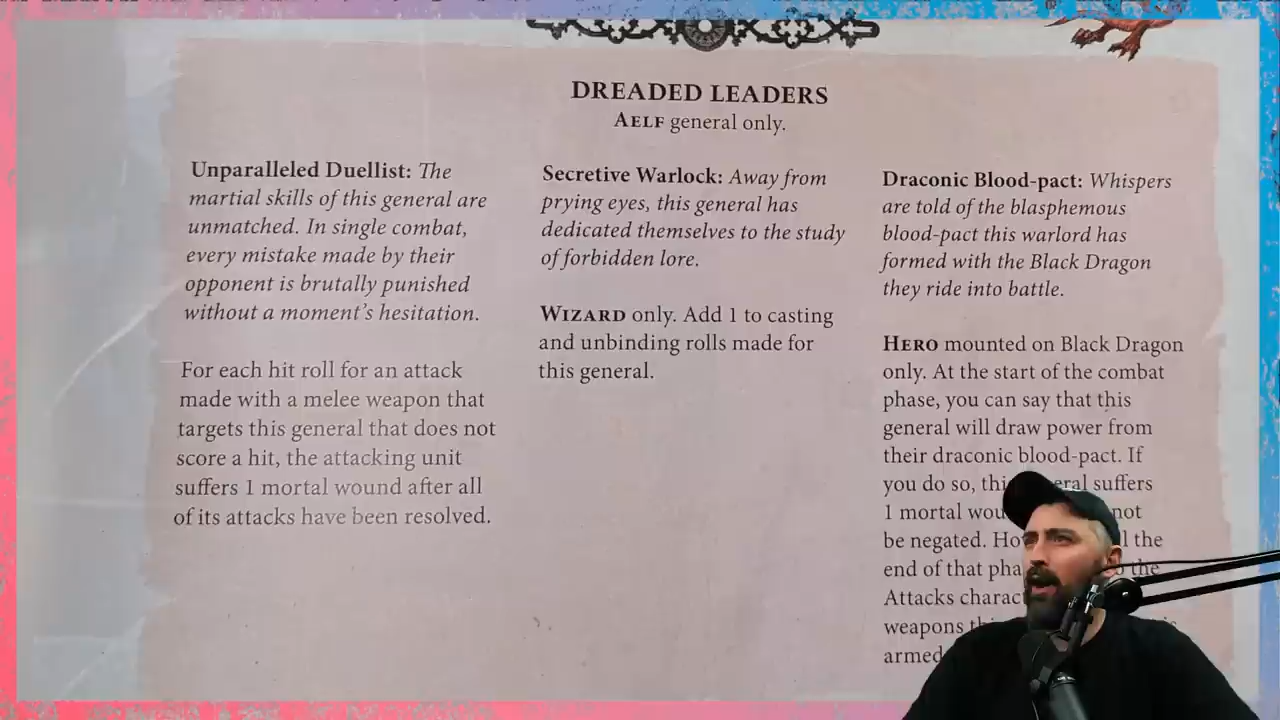 DREADED LEADERS
AELF general only.
Unparalleled Duellist: The
martial skills of this general are
unmatched. In single combat,
every mistake made by their
opponent is brutally punished
without a moment's hesitation.
For each hit roll for an attack
made with a melee weapon that
targets this general that does not
score a hit, the attacking unit
suffers 1 mortal wound after all
of its attacks have been resolved.
Secretive Warlock: Away from
prying eyes, this general has
dedicated themselves to the study
of forbidden lore.
WIZARD only. Add 1 to casting
and unbinding rolls made for
this general.
Draconic Blood-pact: Whispers
are told of the blasphemous
blood-pact this warlord has
formed with the Black Dragon
they ride into battle.
HERO mounted on Black Dragon
only. At the start of the combat
phase, you can say that this
general will draw power from
their draconic blood-pact. If
you do so, suffers
1 mortal not
be negated. the
end of that the
Attacks
weapons
armed